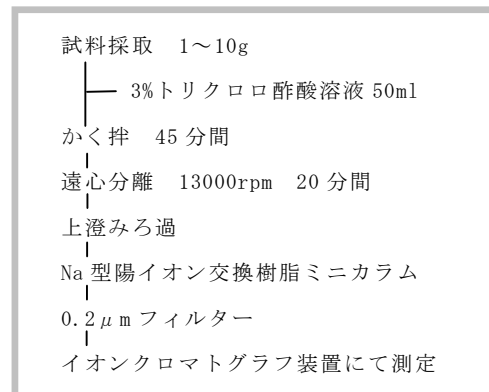 試料採取　1～10g
3%トリクロロ酢酸溶液 50ml
かく拌　45 分間
遠心分離　13000rpm　20 分間
上澄みろ過
Na 型陽イオン交換樹脂ミニカラム
0.2μm フィルター
イオンクロマトグラフ装置にて測定